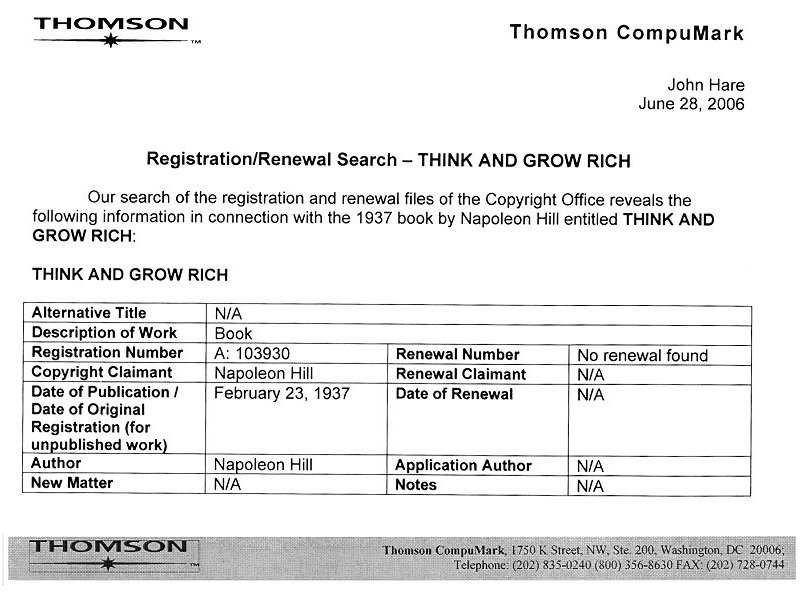 THOMSON
™
Thomson CompuMark
John Hare
June 28, 2006
Registration/Renewal Search – THINK AND GROW RICH
Our search of the registration and renewal files of the Copyright Office reveals the
following information in connection with the 1937 book by Napoleon Hill entitled THINK AND
GROW RICH:
THINK AND GROW RICH
Alternative Title N/A
Description of Work Book
Registration Number A: 103930 Renewal Number No renewal found
Copyright Claimant Napoleon Hill Renewal Claimant N/A
Date of Publication / February 23, 1937 Date of Renewal N/A
Date of Original
Registration (for
unpublished work)
Author Napoleon Hill Application Author N/A
New Matter N/A Notes N/A
THOMSON
™
Thomson CompuMark, 1750 K Street, NW, Ste. 200, Washington, DC 20006;
Telephone: (202) 835-0240 (800) 356-8630 FAX: (202) 728-0744